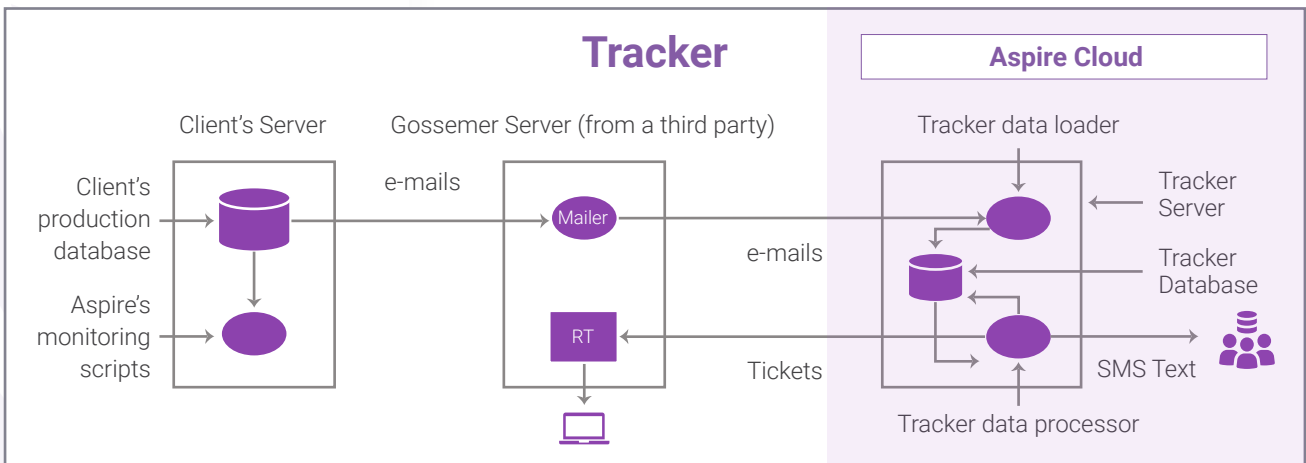 Tracker
Aspire Cloud
Client's Server
Gossemer Server (from a third party)
Tracker data loader
Client's
production
database
e-mails
Mailer
e-mails
Tracker
Server
Tracker
Database
Aspire's
monitoring
scripts
RT
Tickets
SMS Text
Tracker data processor